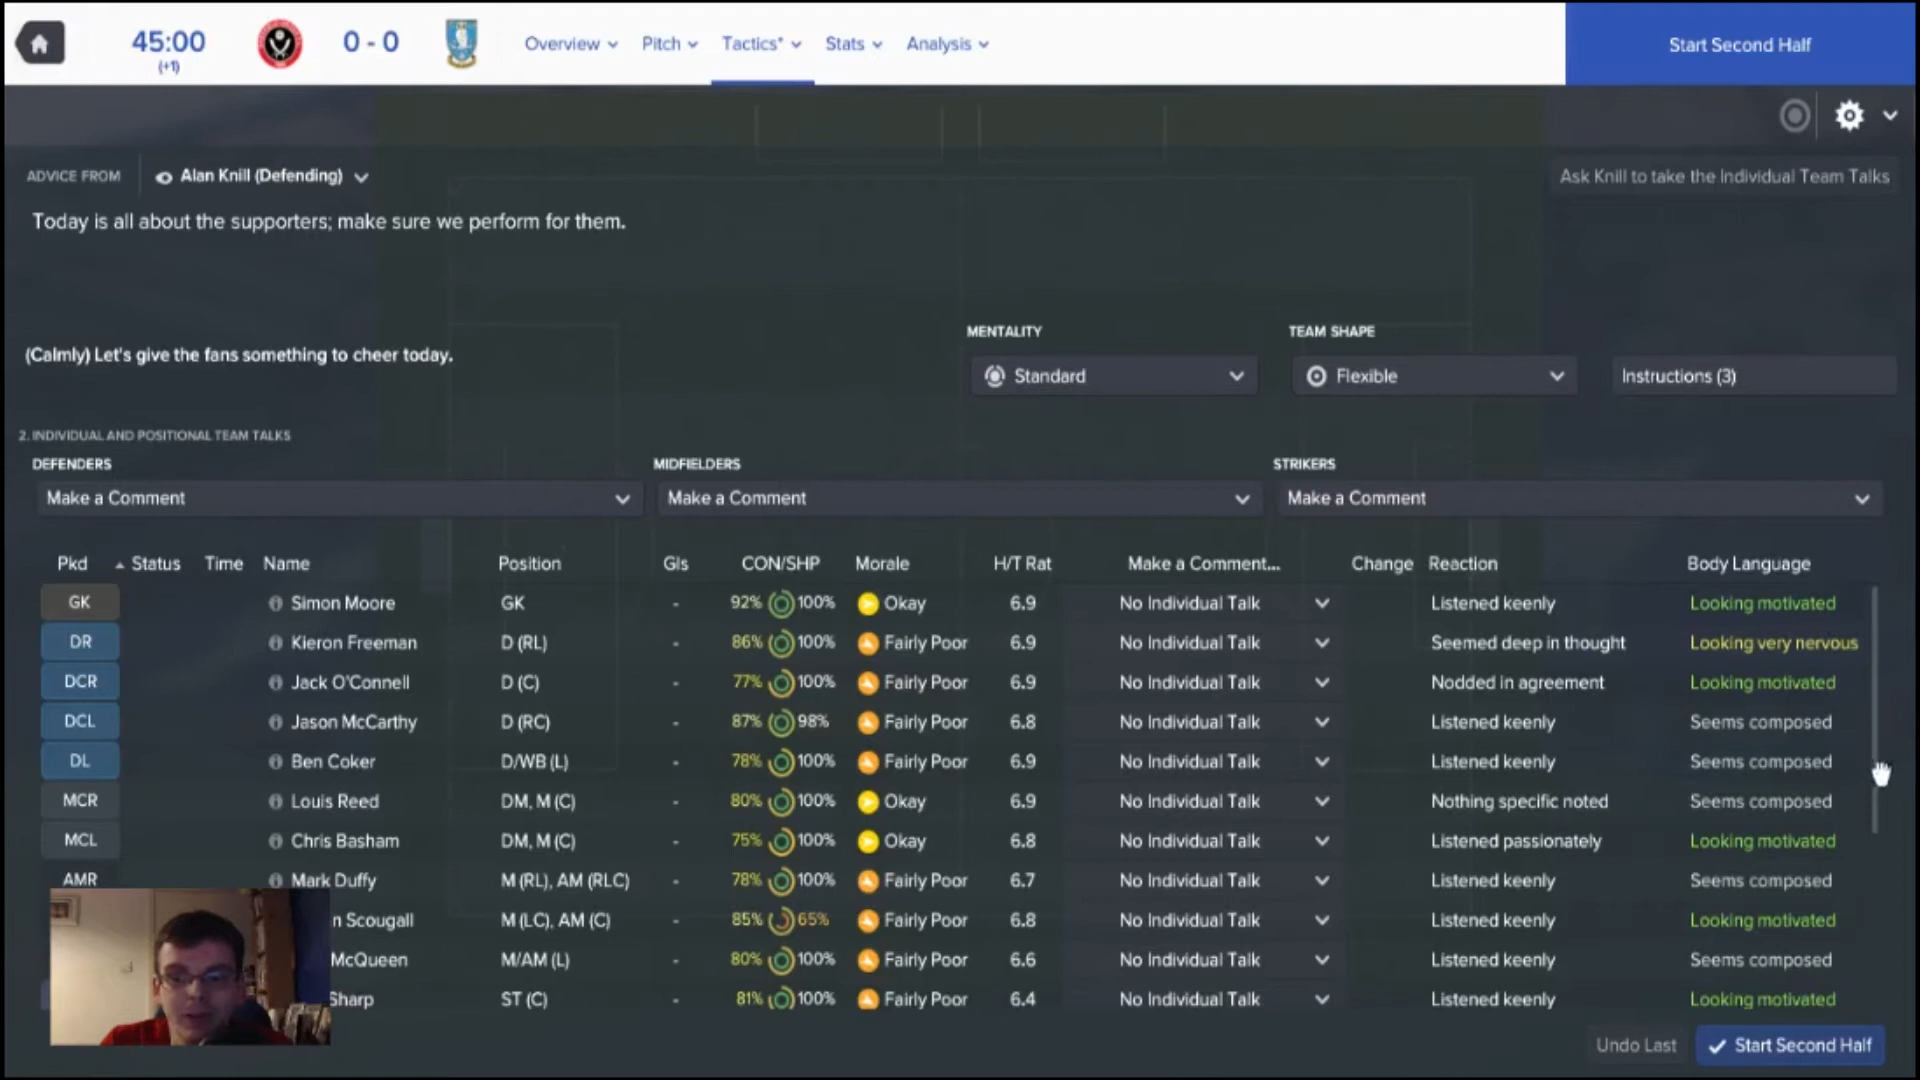 45:00
(+1)
0 - 0
Overview
Pitch
Tactics*
Stats
Analysis
Start Second Half
ADVICE FROM
Alan Knill (Defending)
Ask Knill to take the Individual Team Talks
Today is all about the supporters; make sure we perform for them.
MENTALITY
TEAM SHAPE
(Calmly) Let's give the fans something to cheer today.
Standard
Flexible
Instructions (3)
2. INDIVIDUAL AND POSITIONAL TEAM TALKS
DEFENDERS
MIDFIELDERS
STRIKERS
Make a Comment
Make a Comment
Make a Comment
Pkd Status Time Name Position Gls CON/SHP Morale H/T Rat Make a Comment... Change Reaction Body Language
GK Simon Moore GK - 92% 100% Okay 6.9 No Individual Talk Listened keenly Looking motivated
DR Kieron Freeman D (RL) - 86% 100% Fairly Poor 6.9 No Individual Talk Seemed deep in thought Looking very nervous
DCR Jack O'Connell D (C) - 77% 100% Fairly Poor 6.9 No Individual Talk Nodded in agreement Looking motivated
DCL Jason McCarthy D (RC) - 87% 98% Fairly Poor 6.8 No Individual Talk Listened keenly Seems composed
DL Ben Coker D/WB (L) - 78% 100% Fairly Poor 6.9 No Individual Talk Listened keenly Seems composed
MCR Louis Reed DM, M (C) - 80% 100% Okay 6.9 No Individual Talk Nothing specific noted Seems composed
MCL Chris Basham DM, M (C) - 75% 100% Okay 6.8 No Individual Talk Listened passionately Looking motivated
AMR Mark Duffy M (RL), AM (RLC) - 78% 100% Fairly Poor 6.7 No Individual Talk Listened keenly Seems composed
n Scougall M (LC), AM (C) - 85% 65% Fairly Poor 6.8 No Individual Talk Listened keenly Looking motivated
McQueen M/AM (L) - 80% 100% Fairly Poor 6.6 No Individual Talk Listened keenly Seems composed
Sharp ST (C) - 81% 100% Fairly Poor 6.4 No Individual Talk Listened keenly Looking motivated
Undo Last
Start Second Half